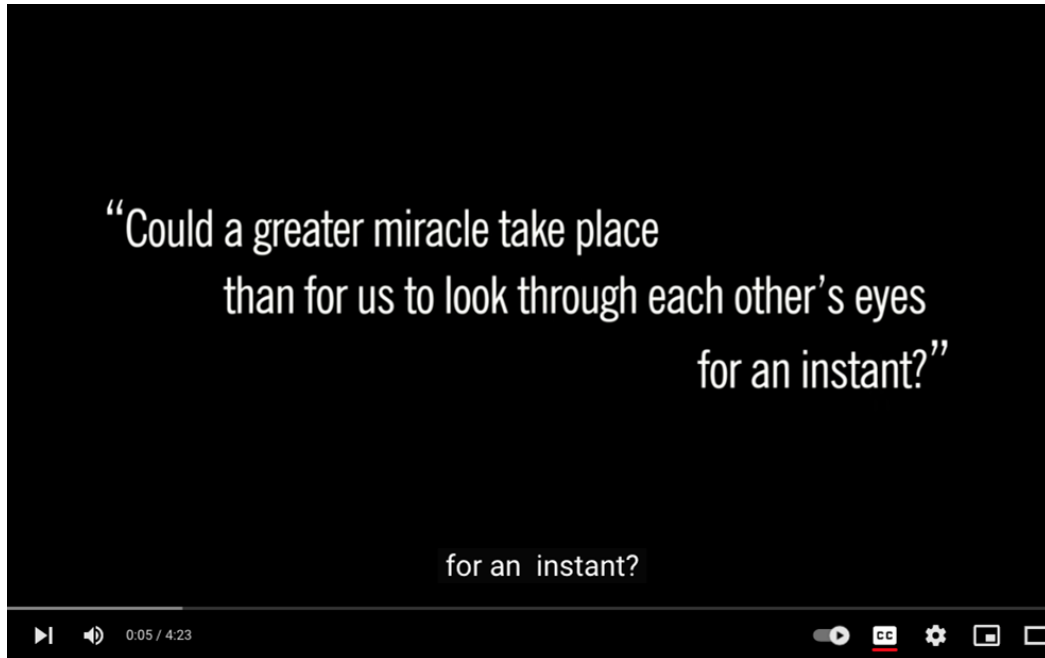 “Could a greater miracle take place
than for us to look through each other’s eyes
for an instant?”
for an  instant?
0:05 / 4:23
CC